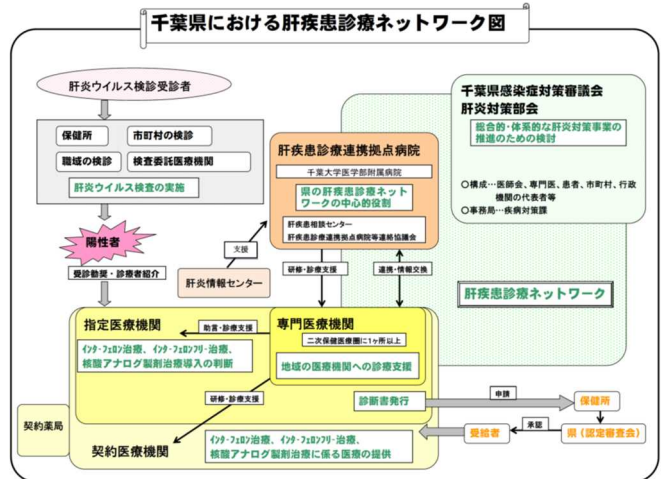 千葉県における肝疾患診療ネットワーク図
肝炎ウイルス検診受診者
保健所
市町村の検診
職域の検診
検査委託医療機関
肝炎ウイルス検査の実施
陽性者
受診勧奨・診療者紹介
肝疾患診療連携拠点病院
千葉大学医学部附属病院
県の肝疾患診療ネット
ワークの中心的役割
肝疾患相談センター
肝疾患診療連携拠点病院等連絡協議会
支援
肝炎情報センター
研修・診療支援
連携・情報交換
千葉県感染症対策審議会
肝炎対策部会
総合的・体系的な肝炎対策事業の
推進のための検討
○構成…医師会、専門医、患者、市町村、行政
機関の代表者等
○事務局…疾病対策課
肝疾患診療ネットワーク
指定医療機関
助言・診療支援
インターフェロン治療、インターフェロンフリー治療、
核酸アナログ製剤治療導入の判断
専門医療機関
二次保健医療圏に1ヶ所以上
地域の医療機関への診療支援
研修・診療支援
診断書発行
申請
保健所
県(認定審査会)
承認
受給者
契約薬局
契約医療機関
インターフェロン治療、インターフェロンフリー治療、
核酸アナログ製剤治療に係る医療の提供